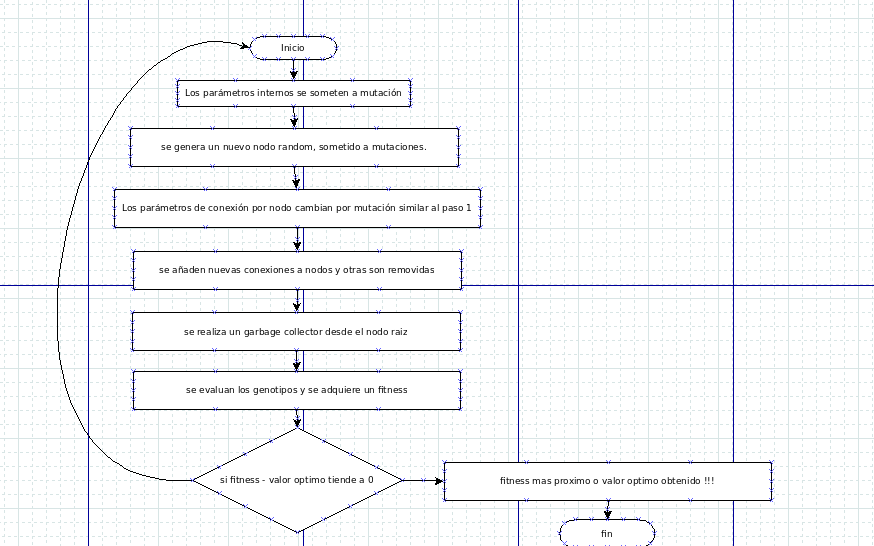 Inicio
Los parámetros internos se someten a mutación
se genera un nuevo nodo random, sometido a mutaciones.
Los parámetros de conexión por nodo cambian por mutación similar al paso 1
se añaden nuevas conexiones a nodos y otras son removidas
se realiza un garbage collector desde el nodo raiz
se evaluan los genotipos y se adquiere un fitness
si fitness - valor optimo tiende a 0
fitness mas proximo o valor optimo obtenido !!!
fin